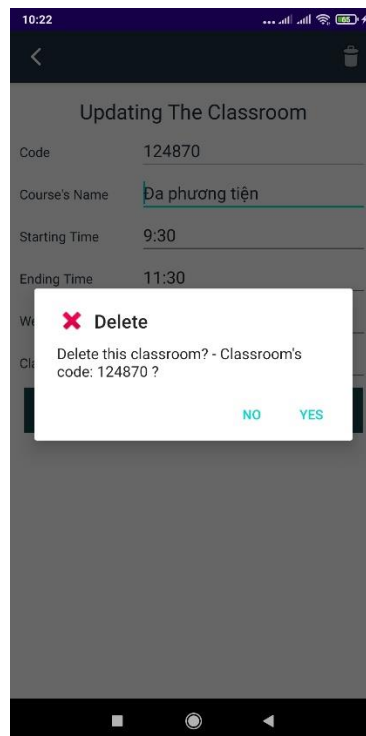 10:22
65
Updating The Classroom
Code 124870
Course's Name Đa phương tiện
Starting Time 9:30
Ending Time 11:30
Delete
Delete this classroom? - Classroom's
code: 124870 ?
NO YES